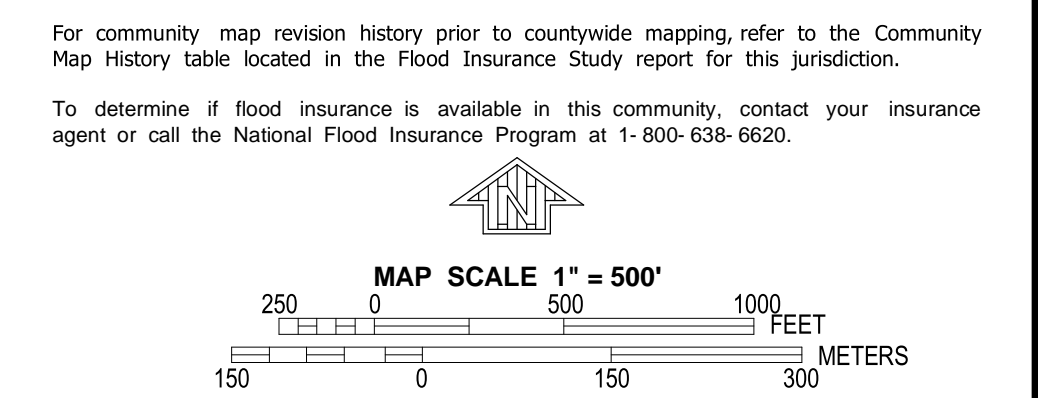 For community map revision history prior to countywide mapping, refer to the Community
Map History table located in the Flood Insurance Study report for this jurisdiction.
To determine if flood insurance is available in this community, contact your insurance
agent or call the National Flood Insurance Program at 1- 800- 638- 6620.
N
MAP SCALE 1" = 500'
250 0 500 1000
FEET
METERS
150 0 150 300